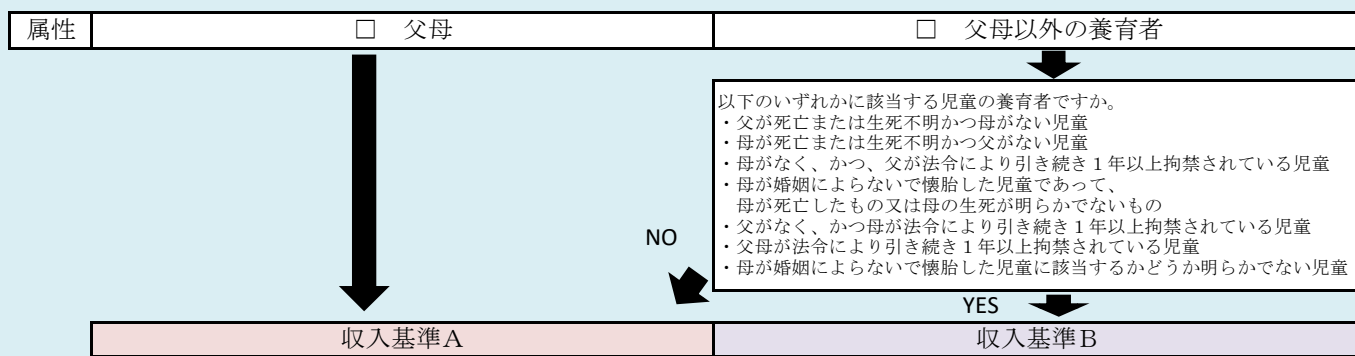 属性
□ 父母
□ 父母以外の養育者
以下のいずれかに該当する児童の養育者ですか。
・父が死亡または生死不明かつ母がない児童
・母が死亡または生死不明かつ父がない児童
・母がなく、かつ、父が法令により引き続き１年以上拘禁されている児童
・母が婚姻によらないで懐胎した児童であって、
母が死亡したもの又は母の生死が明らかでないもの
・父がなく、かつ母が法令により引き続き１年以上拘禁されている児童
・父母が法令により引き続き１年以上拘禁されている児童
・母が婚姻によらないで懐胎した児童に該当するかどうか明らかでない児童
NO
YES
収入基準Ａ
収入基準Ｂ